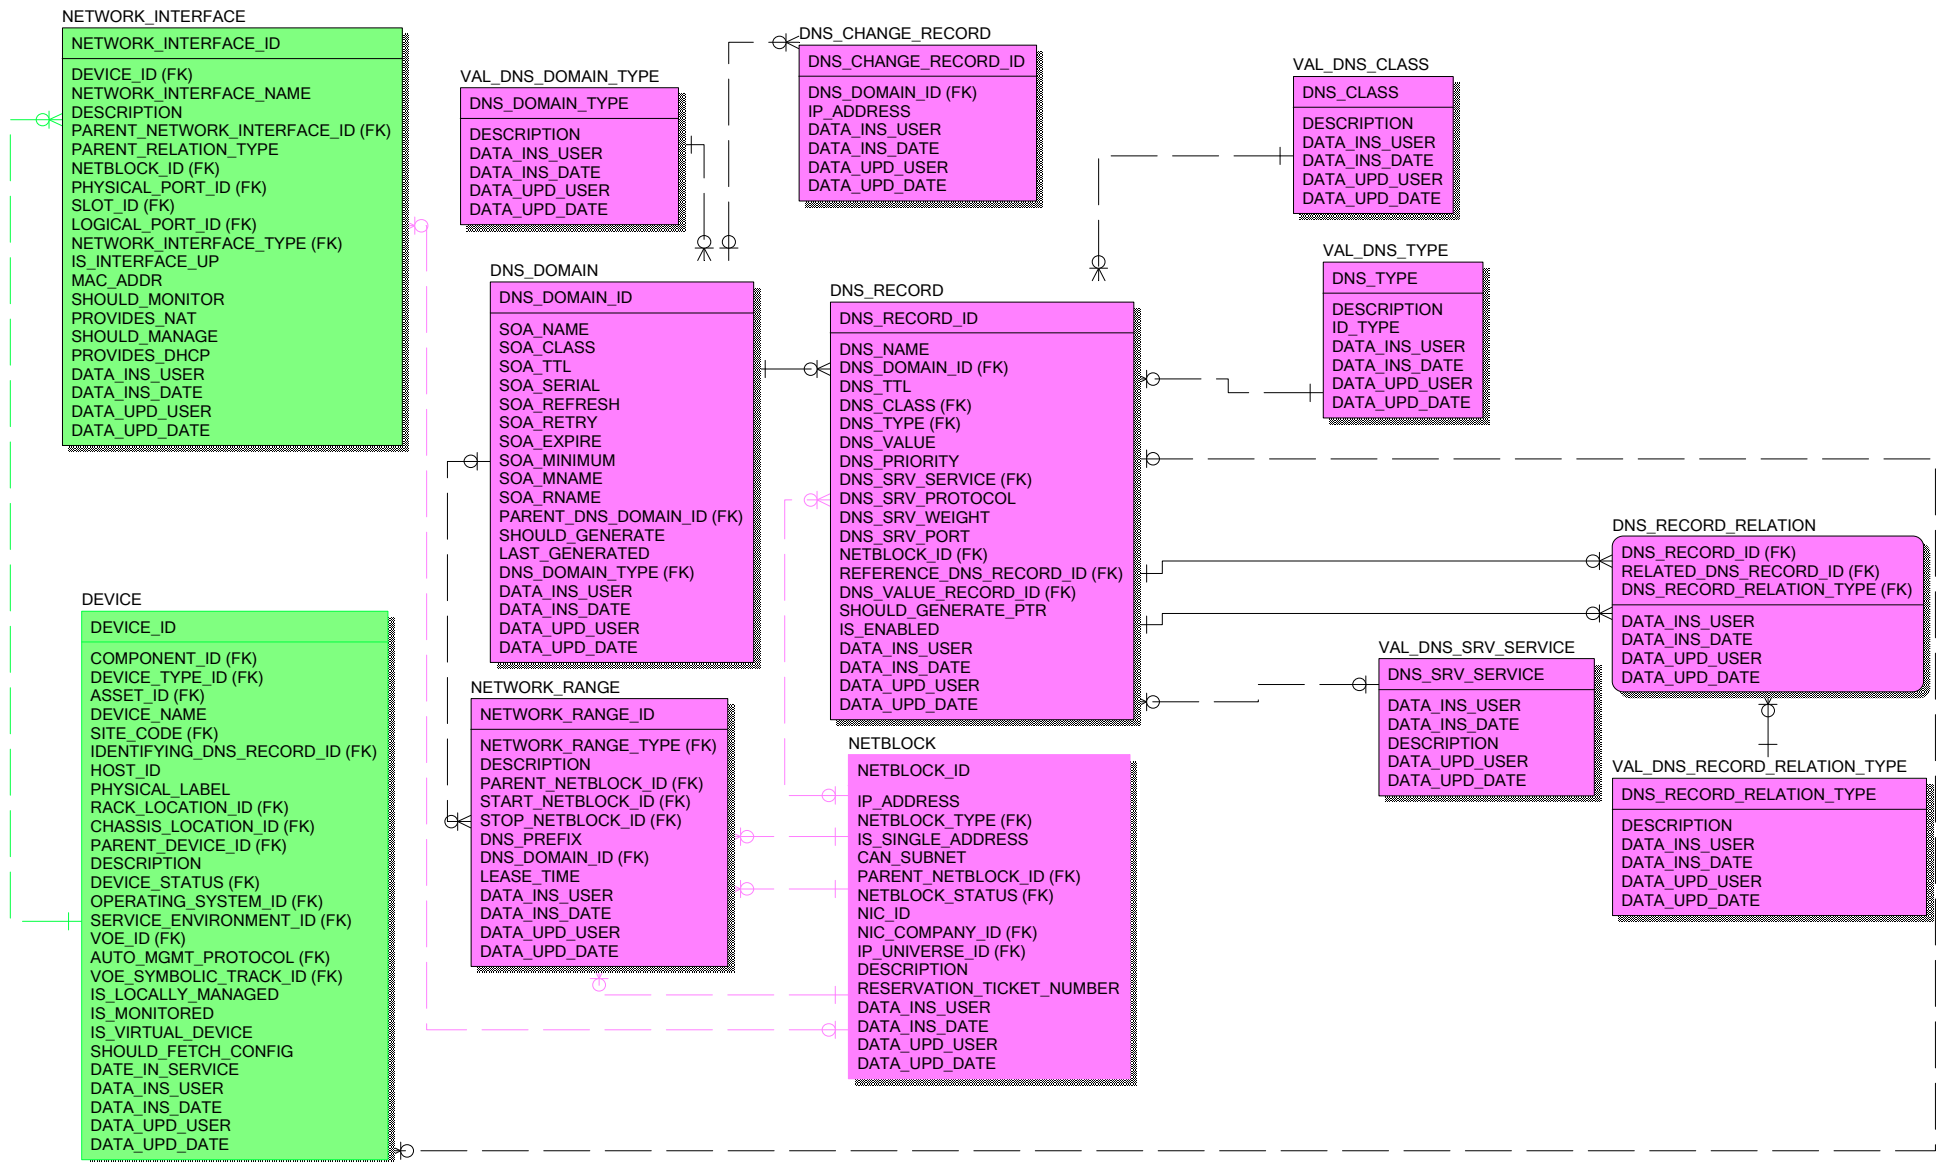 NETWORK_INTERFACE
NETWORK_INTERFACE_ID
DEVICE_ID (FK)
NETWORK_INTERFACE_NAME
DESCRIPTION
PARENT_NETWORK_INTERFACE_ID (FK)
PARENT_RELATION_TYPE
NETBLOCK_ID (FK)
PHYSICAL_PORT_ID (FK)
SLOT_ID (FK)
LOGICAL_PORT_ID (FK)
NETWORK_INTERFACE_TYPE (FK)
IS_INTERFACE_UP
MAC_ADDR
SHOULD_MONITOR
PROVIDES_NAT
SHOULD_MANAGE
PROVIDES_DHCP
DATA_INS_USER
DATA_INS_DATE
DATA_UPD_USER
DATA_UPD_DATE
VAL_DNS_DOMAIN_TYPE
DNS_DOMAIN_TYPE
DESCRIPTION
DATA_INS_USER
DATA_INS_DATE
DATA_UPD_USER
DATA_UPD_DATE
DNS_CHANGE_RECORD
DNS_CHANGE_RECORD_ID
DNS_DOMAIN_ID (FK)
IP_ADDRESS
DATA_INS_USER
DATA_INS_DATE
DATA_UPD_USER
DATA_UPD_DATE
VAL_DNS_CLASS
DNS_CLASS
DESCRIPTION
DATA_INS_USER
DATA_INS_DATE
DATA_UPD_USER
DATA_UPD_DATE
VAL_DNS_TYPE
DNS_TYPE
DESCRIPTION
ID_TYPE
DATA_INS_USER
DATA_INS_DATE
DATA_UPD_USER
DATA_UPD_DATE
DNS_DOMAIN
DNS_DOMAIN_ID
SOA_NAME
SOA_CLASS
SOA_TTL
SOA_SERIAL
SOA_REFRESH
SOA_RETRY
SOA_EXPIRE
SOA_MINIMUM
SOA_MNAME
SOA_RNAME
PARENT_DNS_DOMAIN_ID (FK)
SHOULD_GENERATE
LAST_GENERATED
DNS_DOMAIN_TYPE (FK)
DATA_INS_USER
DATA_INS_DATE
DATA_UPD_USER
DATA_UPD_DATE
DNS_RECORD
DNS_RECORD_ID
DNS_NAME
DNS_DOMAIN_ID (FK)
DNS_TTL
DNS_CLASS (FK)
DNS_TYPE (FK)
DNS_VALUE
DNS_PRIORITY
DNS_SRV_SERVICE (FK)
DNS_SRV_PROTOCOL
DNS_SRV_WEIGHT
DNS_SRV_PORT
NETBLOCK_ID (FK)
REFERENCE_DNS_RECORD_ID (FK)
DNS_VALUE_RECORD_ID (FK)
SHOULD_GENERATE_PTR
IS_ENABLED
DATA_INS_USER
DATA_INS_DATE
DATA_UPD_USER
DATA_UPD_DATE
DNS_RECORD_RELATION
DNS_RECORD_ID (FK)
RELATED_DNS_RECORD_ID (FK)
DNS_RECORD_RELATION_TYPE (FK)
DATA_INS_USER
DATA_INS_DATE
DATA_UPD_USER
DATA_UPD_DATE
DEVICE
DEVICE_ID
COMPONENT_ID (FK)
DEVICE_TYPE_ID (FK)
ASSET_ID (FK)
DEVICE_NAME
SITE_CODE (FK)
IDENTIFYING_DNS_RECORD_ID (FK)
HOST_ID
PHYSICAL_LABEL
RACK_LOCATION_ID (FK)
CHASSIS_LOCATION_ID (FK)
PARENT_DEVICE_ID (FK)
DESCRIPTION
DEVICE_STATUS (FK)
OPERATING_SYSTEM_ID (FK)
SERVICE_ENVIRONMENT_ID (FK)
VOE_ID (FK)
AUTO_MGMT_PROTOCOL (FK)
VOE_SYMBOLIC_TRACK_ID (FK)
IS_LOCALLY_MANAGED
IS_MONITORED
IS_VIRTUAL_DEVICE
SHOULD_FETCH_CONFIG
DATE_IN_SERVICE
DATA_INS_USER
DATA_INS_DATE
DATA_UPD_USER
DATA_UPD_DATE
NETWORK_RANGE
NETWORK_RANGE_ID
NETWORK_RANGE_TYPE (FK)
DESCRIPTION
PARENT_NETBLOCK_ID (FK)
START_NETBLOCK_ID (FK)
STOP_NETBLOCK_ID (FK)
DNS_PREFIX
DNS_DOMAIN_ID (FK)
LEASE_TIME
DATA_INS_USER
DATA_INS_DATE
DATA_UPD_USER
DATA_UPD_DATE
NETBLOCK
NETBLOCK_ID
IP_ADDRESS
NETBLOCK_TYPE (FK)
IS_SINGLE_ADDRESS
CAN_SUBNET
PARENT_NETBLOCK_ID (FK)
NETBLOCK_STATUS (FK)
NIC_ID
NIC_COMPANY_ID (FK)
IP_UNIVERSE_ID (FK)
DESCRIPTION
RESERVATION_TICKET_NUMBER
DATA_INS_USER
DATA_INS_DATE
DATA_UPD_USER
DATA_UPD_DATE
VAL_DNS_SRV_SERVICE
DNS_SRV_SERVICE
DATA_INS_USER
DATA_INS_DATE
DESCRIPTION
DATA_UPD_USER
DATA_UPD_DATE
VAL_DNS_RECORD_RELATION_TYPE
DNS_RECORD_RELATION_TYPE
DESCRIPTION
DATA_INS_USER
DATA_INS_DATE
DATA_UPD_USER
DATA_UPD_DATE